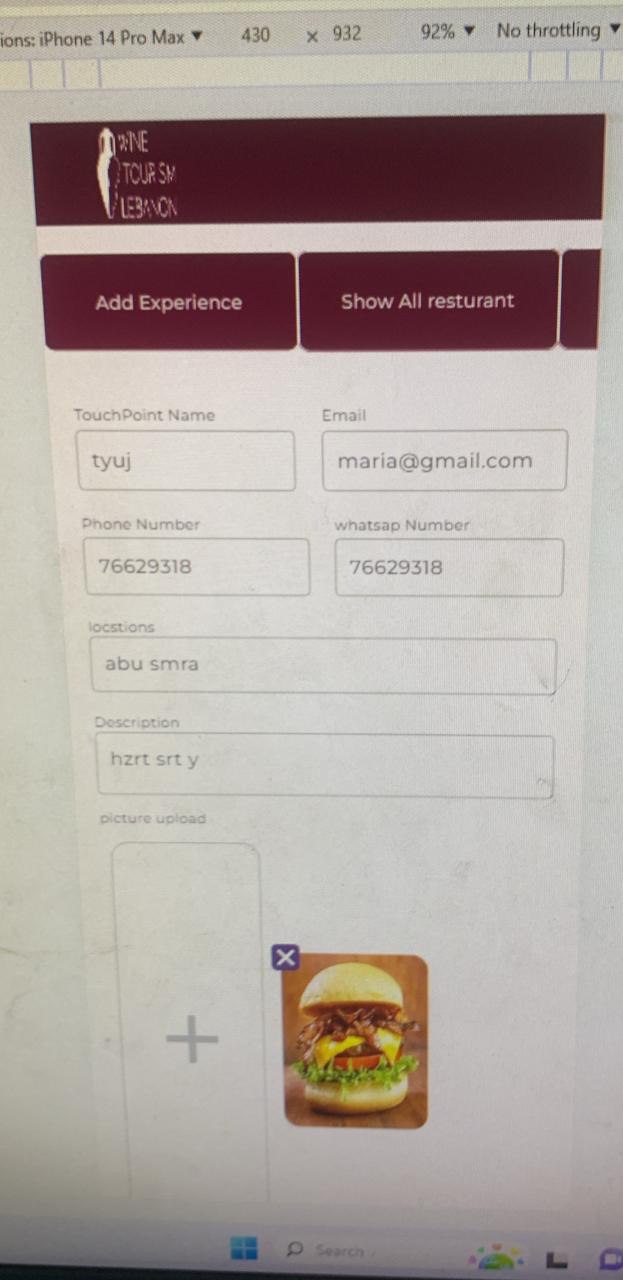 ions: iPhone 14 Pro Max ▼ 430 x 932 92% ▼ No throttling ▼
WINE
TOURISM
LEBANON
Add Experience Show All resturant
TouchPoint Name Email
tyuj maria@gmail.com
Phone Number whatsap Number
76629318 76629318
locstions
abu smra
Description
hzrt srt y
picture upload
Search